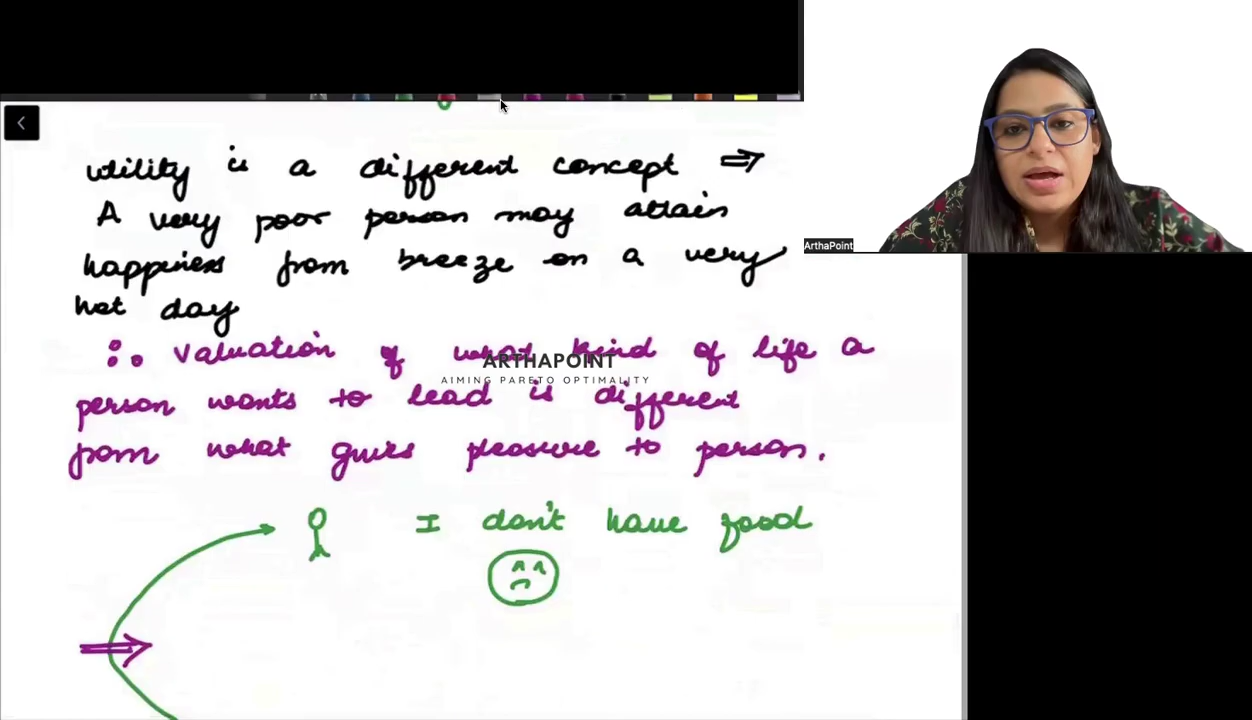 utility is a different concept ⇒
A very poor person may attain
happiness from breeze on a very
hot day
∴ valuation of what kind of life a
person wants to lead is different
from what gives pleasure to person.
I don't have food
ARTHAPOINT
AIMING PARETO OPTIMALITY
ArthaPoint